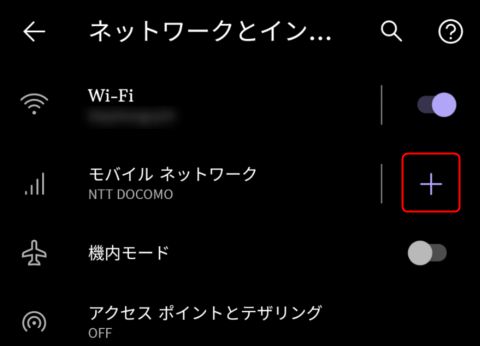 ネットワークとイン...
Wi-Fi
モバイル ネットワーク
NTT DOCOMO
機内モード
アクセス ポイントとテザリング
OFF